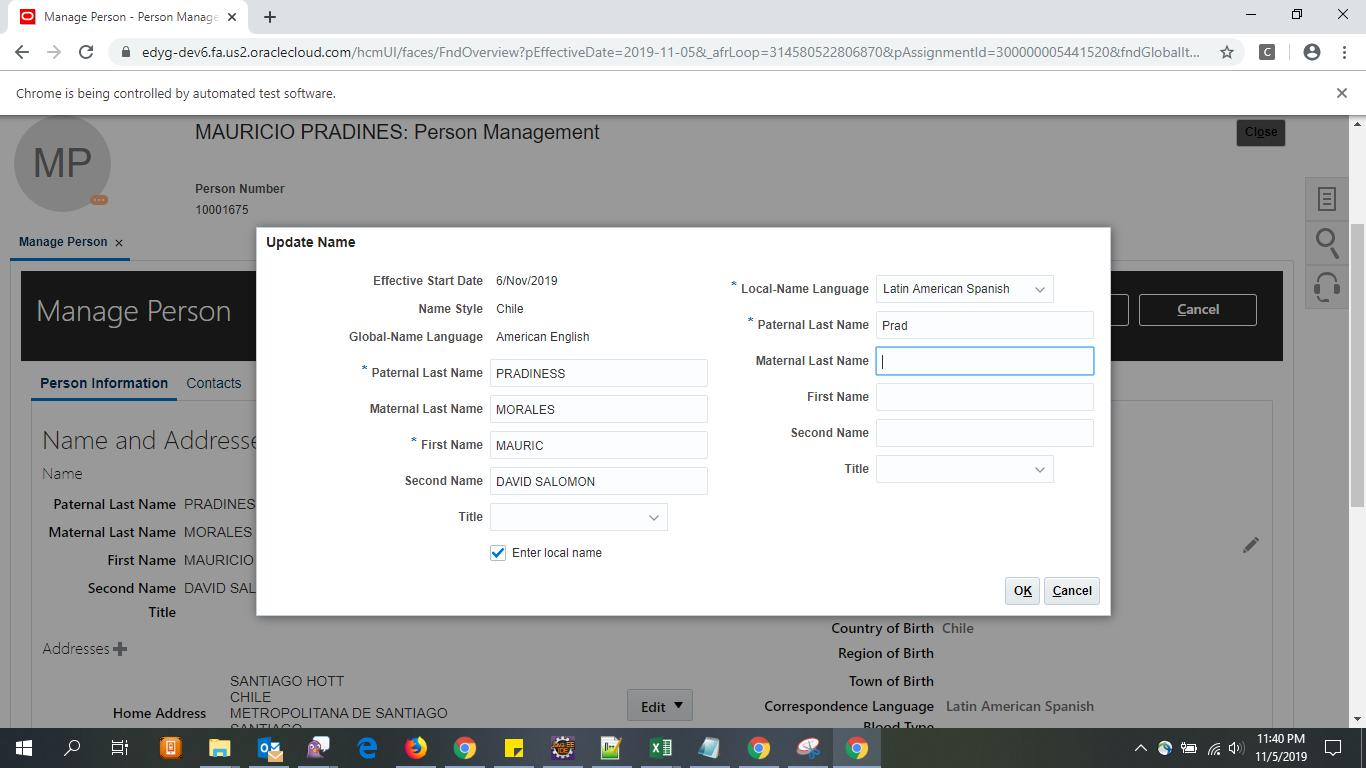 Manage Person - Person Manage
edyg-dev6.fa.us2.oraclecloud.com/hcmUI/faces/FndOverview?pEffectiveDate=2019-11-05&_afrLoop=314580522806870&pAssignmentId=300000005441520&fndGlobalIt...
C
Chrome is being controlled by automated test software.
MP
MAURICIO PRADINES: Person Management
Close
Person Number
10001675
Manage Person
Manage Person
Cancel
Person Information Contacts
Name and Addresse
Name
Paternal Last Name PRADINES
Maternal Last Name MORALES
First Name MAURICIO
Second Name DAVID SAL
Title
Addresses
SANTIAGO HOTT
CHILE
Home Address METROPOLITANA DE SANTIAGO
SANTIAGO
Edit
Update Name
Effective Start Date 6/Nov/2019
Name Style Chile
Global-Name Language American English
* Paternal Last Name PRADINESS
Maternal Last Name MORALES
* First Name MAURIC
Second Name DAVID SALOMON
Title
Enter local name
* Local-Name Language Latin American Spanish
* Paternal Last Name Prad
Maternal Last Name
First Name
Second Name
Title
OK Cancel
Country of Birth Chile
Region of Birth
Town of Birth
Correspondence Language Latin American Spanish
Blood Type
11:40 PM
11/5/2019